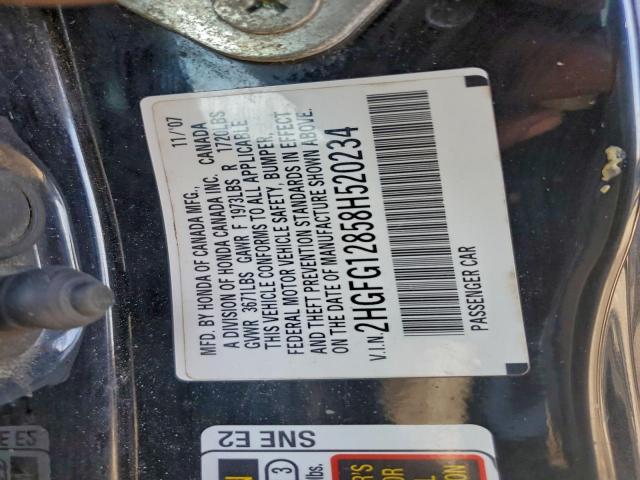 MFD. BY HONDA OF CANADA MFG., 11/07
A DIVISION OF HONDA CANADA INC. CANADA
GVWR 3671LBS GAWR F 1973LBS R 1720LBS
THIS VEHICLE CONFORMS TO ALL APPLICABLE
FEDERAL MOTOR VEHICLE SAFETY, BUMPER
AND THEFT PREVENTION STANDARDS IN EFFECT
ON THE DATE OF MANUFACTURE SHOWN ABOVE.
V.I.N. 2HGFG12858H520234
PASSENGER CAR
SNE E2
3
lbs.